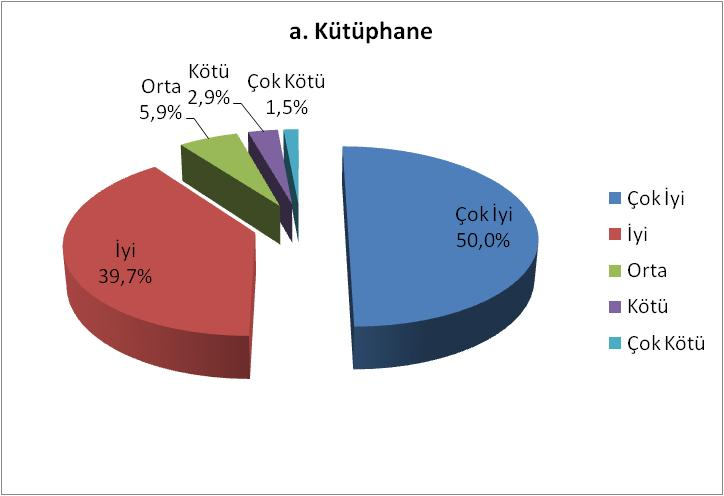 a. Kütüphane
Kötü
2,9%
Çok Kötü
1,5%
Orta
5,9%
Çok İyi
50,0%
İyi
39,7%
Çok İyi
İyi
Orta
Kötü
Çok Kötü